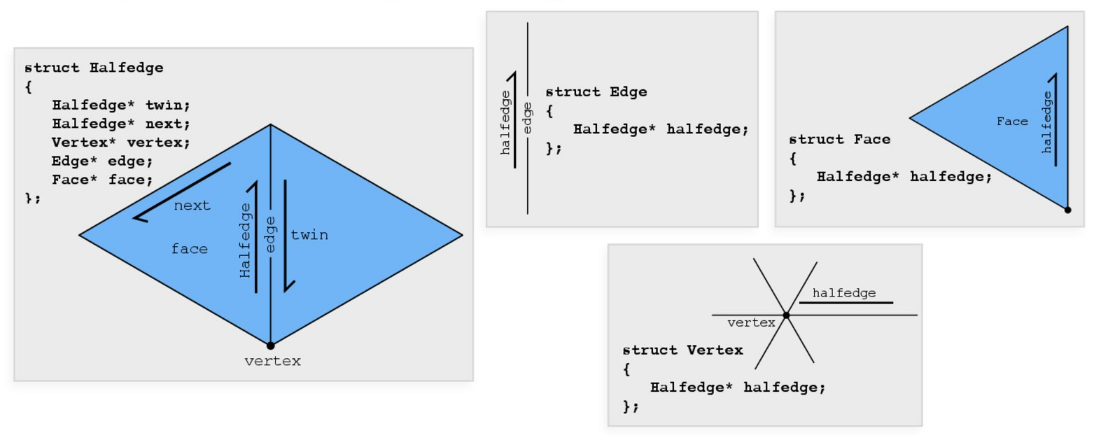 struct Halfedge
{
Halfedge* twin;
Halfedge* next;
Vertex* vertex;
Edge* edge;
Face* face;
};
next
face
Halfedge
edge
twin
vertex
halfedge
edge
struct Edge
{
Halfedge* halfedge;
};
Face
halfedge
struct Face
{
Halfedge* halfedge;
};
halfedge
vertex
struct Vertex
{
Halfedge* halfedge;
};